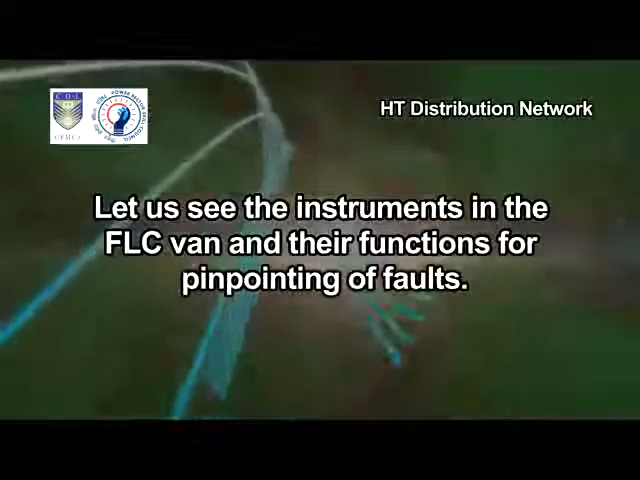 HT Distribution Network
Let us see the instruments in the
FLC van and their functions for
pinpointing of faults.